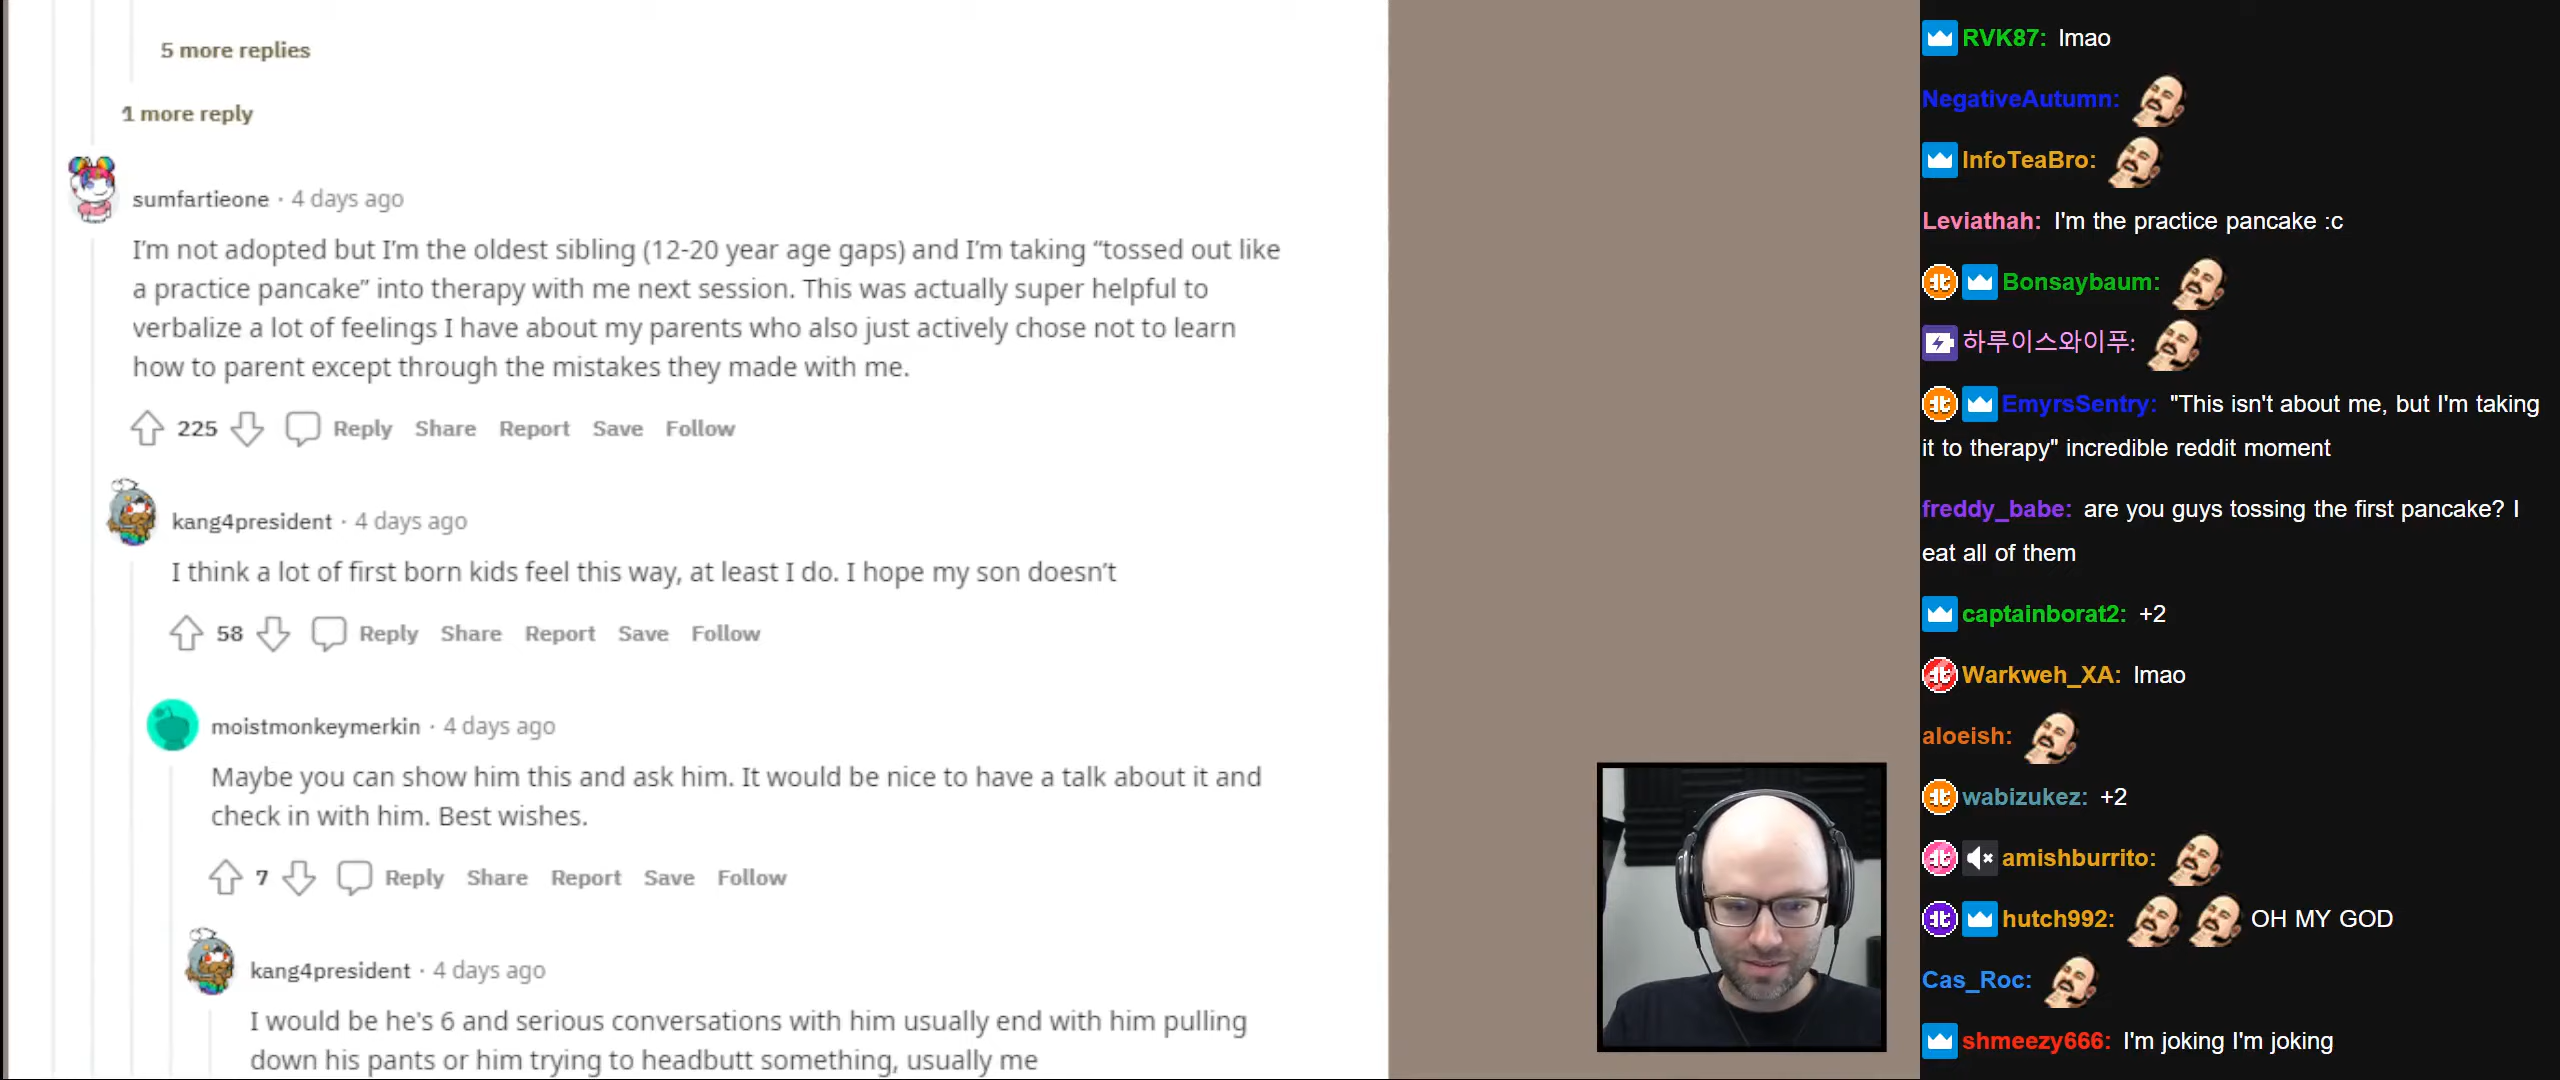 5 more replies
1 more reply
sumfartieone · 4 days ago
I'm not adopted but I'm the oldest sibling (12-20 year age gaps) and I'm taking “tossed out like
a practice pancake” into therapy with me next session. This was actually super helpful to
verbalize a lot of feelings I have about my parents who also just actively chose not to learn
how to parent except through the mistakes they made with me.
225 Reply Share Report Save Follow
kang4president · 4 days ago
I think a lot of first born kids feel this way, at least I do. I hope my son doesn't
58 Reply Share Report Save Follow
moistmonkeymerkin · 4 days ago
Maybe you can show him this and ask him. It would be nice to have a talk about it and
check in with him. Best wishes.
7 Reply Share Report Save Follow
kang4president · 4 days ago
I would be he's 6 and serious conversations with him usually end with him pulling
down his pants or him trying to headbutt something, usually me
RVK87: lmao
NegativeAutumn:
InfoTeaBro:
Leviathah: I'm the practice pancake :c
Bonsaybaum:
하루이스와이푸:
EmyrsSentry: "This isn't about me, but I'm taking
it to therapy" incredible reddit moment
freddy_babe: are you guys tossing the first pancake? I
eat all of them
captainborat2: +2
Warkweh_XA: lmao
aloeish:
wabizukez: +2
amishburrito:
hutch992: OH MY GOD
Cas_Roc:
shmeezy666: I'm joking I'm joking